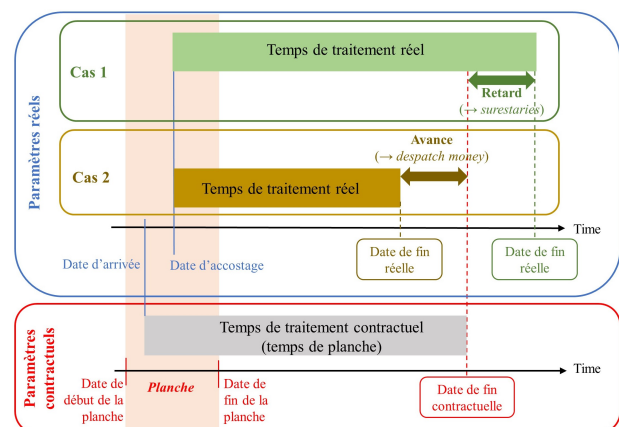 Paramètres réels
Cas 1
Temps de traitement réel
Retard
(→ surestaries)
Avance
(→ despatch money)
Cas 2
Temps de traitement réel
Time
Date d'arrivée
Date d'accostage
Date de fin
réelle
Date de fin
réelle
Paramètres
contractuels
Temps de traitement contractuel
(temps de planche)
Time
Date de
début de la
planche
Planche
Date de
fin de la
planche
Date de fin
contractuelle